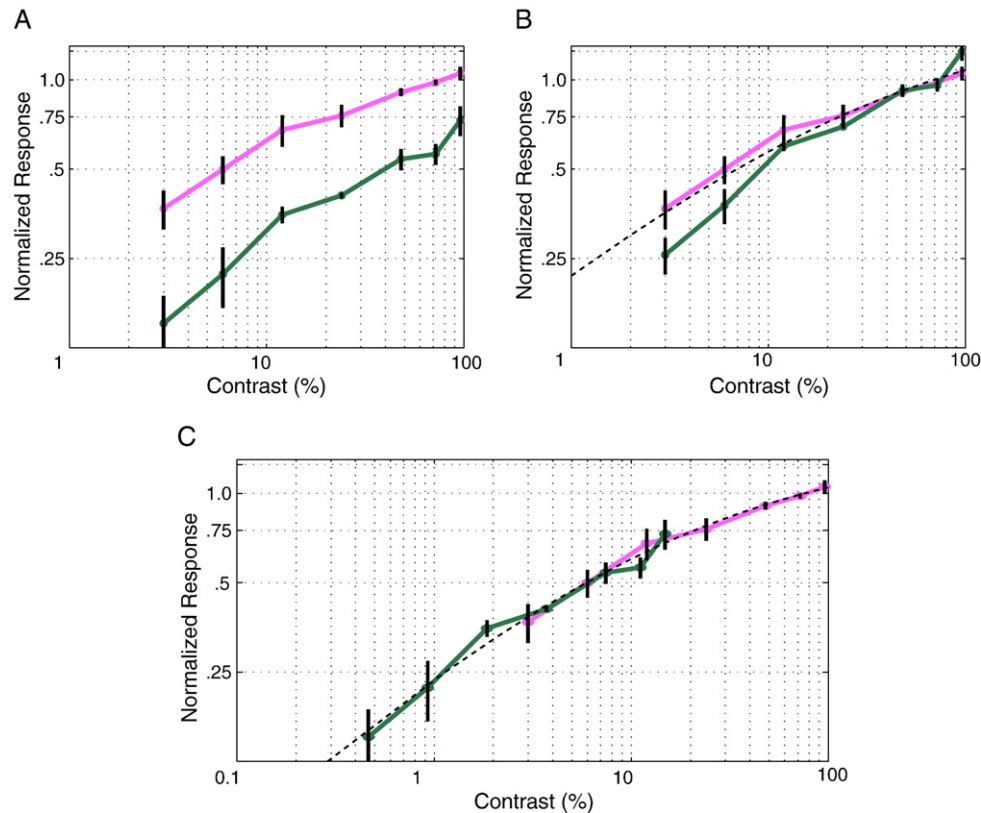 A
Normalized Response
1.0
.75
.5
.25
1
10
100
Contrast (%)
B
Normalized Response
1.0
.75
.5
.25
1
10
100
Contrast (%)
C
Normalized Response
1.0
.75
.5
.25
0.1
1
10
100
Contrast (%)